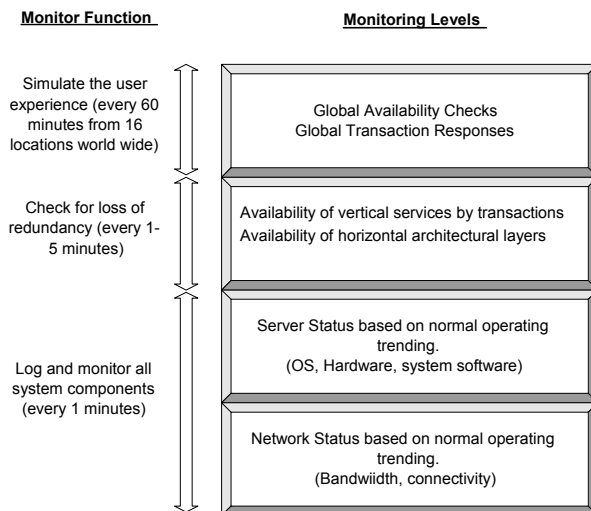 Monitor Function
Monitoring Levels
Simulate the user
experience (every 60
minutes from 16
locations world wide)
Global Availability Checks
Global Transaction Responses
Check for loss of
redundancy (every 1-
5 minutes)
Availability of vertical services by transactions
Availability of horizontal architectural layers
Log and monitor all
system components
(every 1 minutes)
Server Status based on normal operating
trending.
(OS, Hardware, system software)
Network Status based on normal operating
trending.
(Bandwiidth, connectivity)